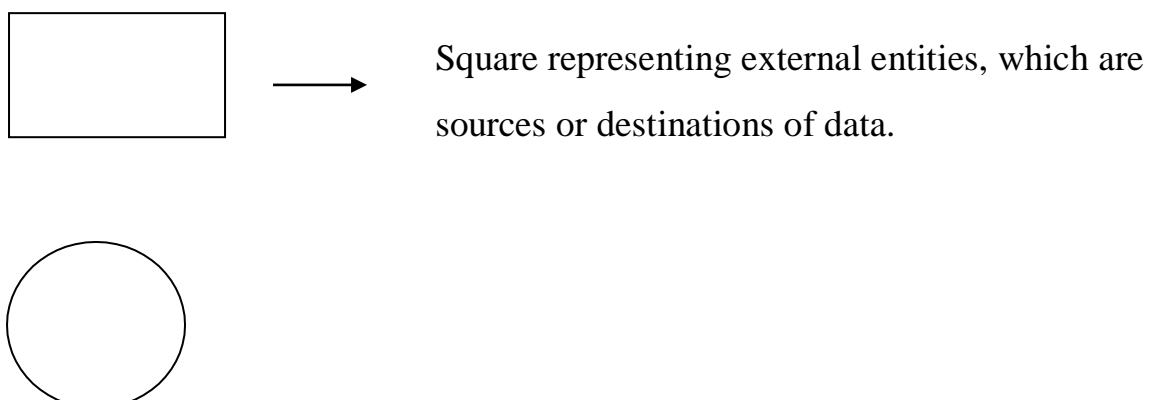 Square representing external entities, which are
sources or destinations of data.